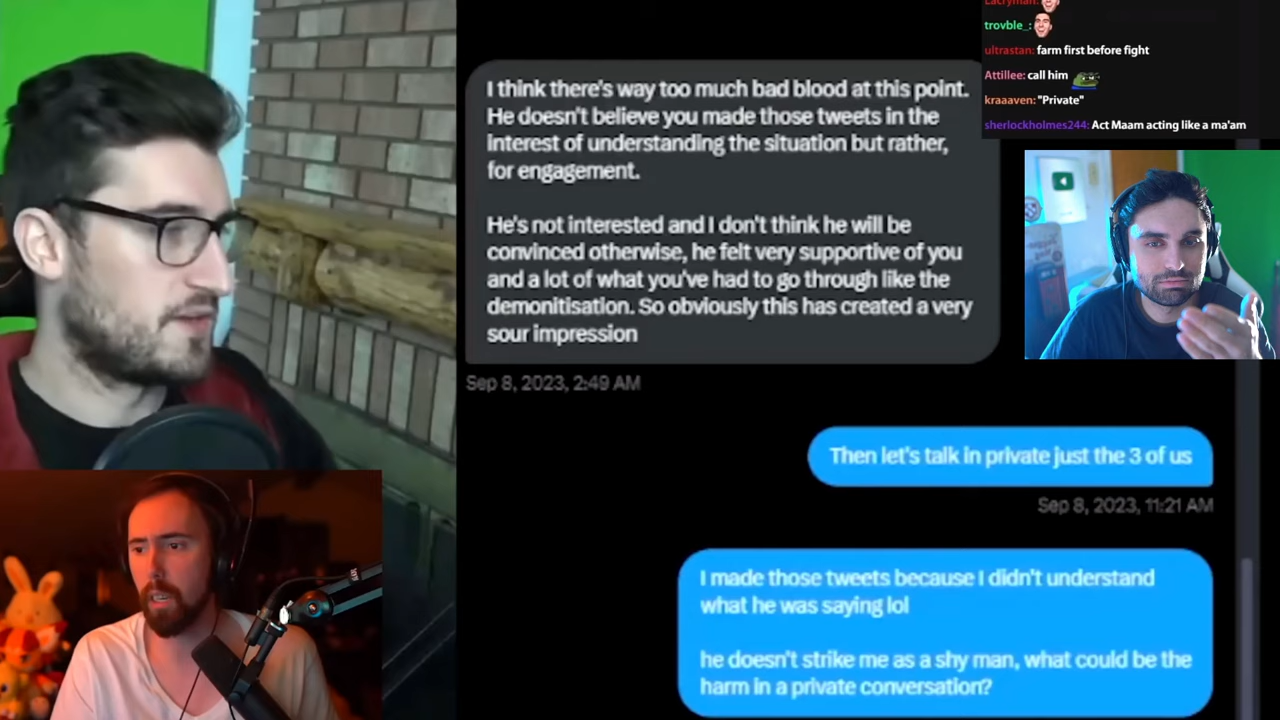 I think there's way too much bad blood at this point.
He doesn't believe you made those tweets in the
interest of understanding the situation but rather,
for engagement.
He's not interested and I don't think he will be
convinced otherwise, he felt very supportive of you
and a lot of what you've had to go through like the
demonitisation. So obviously this has created a very
sour impression
Sep 8, 2023, 2:49 AM
Then let's talk in private just the 3 of us
Sep 8, 2023, 11:21 AM
I made those tweets because I didn't understand
what he was saying lol
he doesn't strike me as a shy man, what could be the
harm in a private conversation?
Lacryman:
trovble_:
ultrastan: farm first before fight
Attillee: call him
kraaaven: "Private"
sherlockholmes244: Act Maam acting like a ma'am